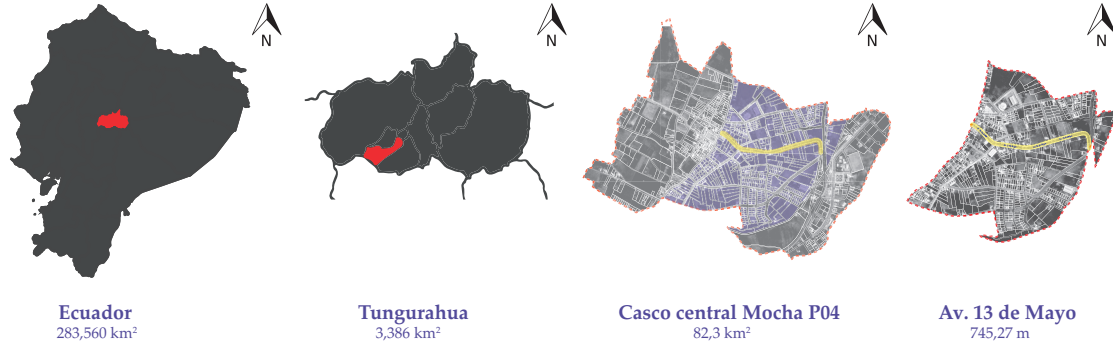 N
N
N
N
Ecuador
283,560 km²
Tungurahua
3,386 km²
Casco central Mocha P04
82,3 km²
Av. 13 de Mayo
745,27 m